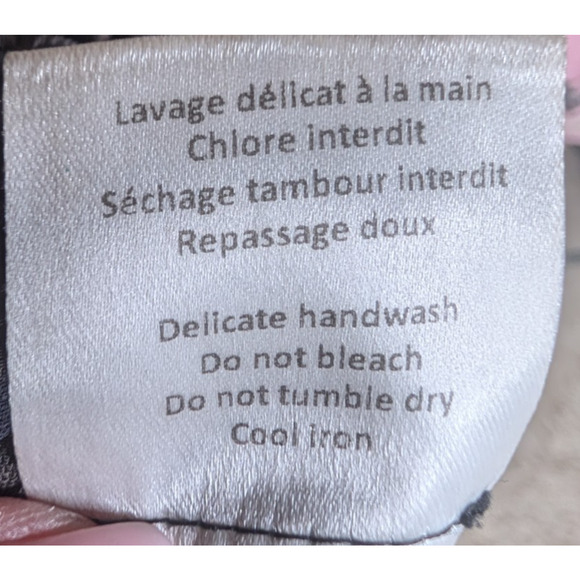 Lavage délicat à la main
Chlore interdit
Séchage tambour interdit
Repassage doux
Delicate handwash
Do not bleach
Do not tumble dry
Cool iron